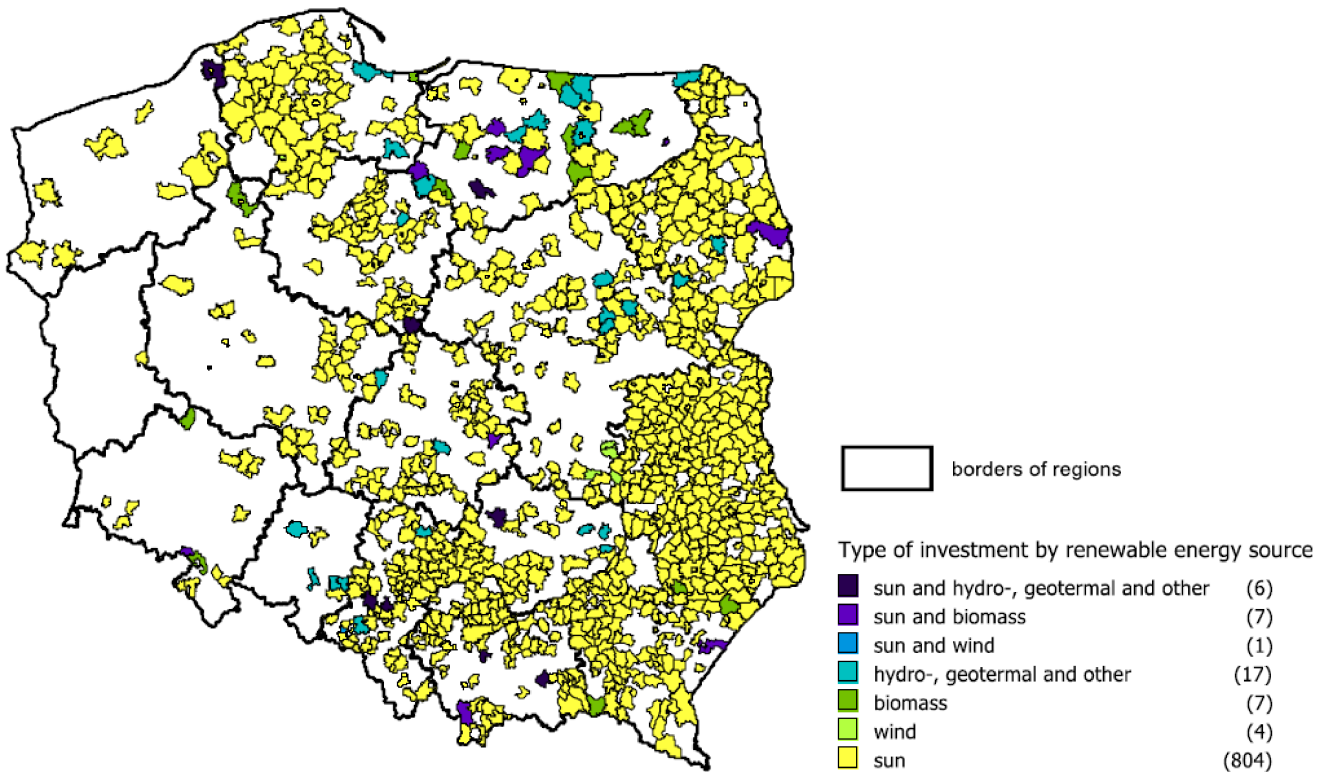 borders of regions
Type of investment by renewable energy source
sun and hydro-, geotermal and other (6)
sun and biomass (7)
sun and wind (1)
hydro-, geotermal and other (17)
biomass (7)
wind (4)
sun (804)